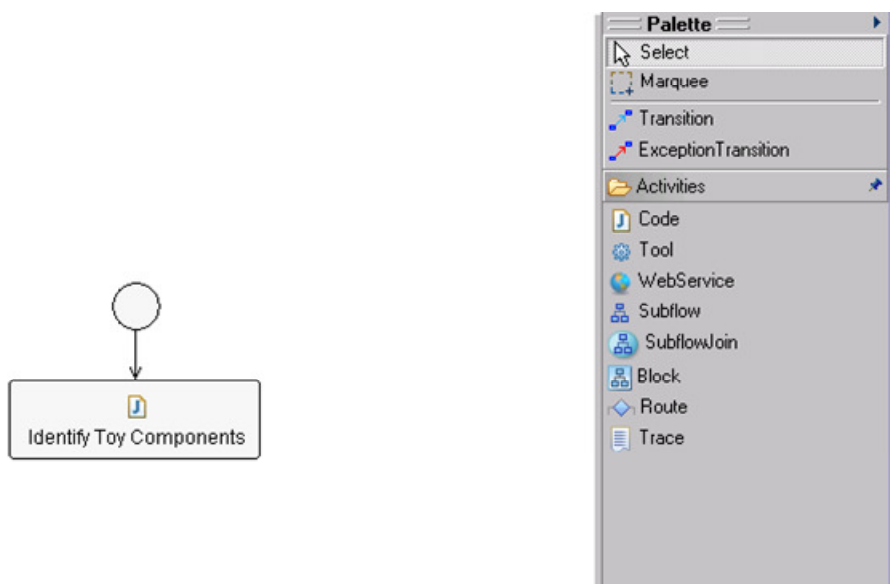 Palette
Select
Marquee
Transition
ExceptionTransition
Activities
Code
Tool
WebService
Subflow
SubflowJoin
Block
Route
Trace
Identify Toy Components